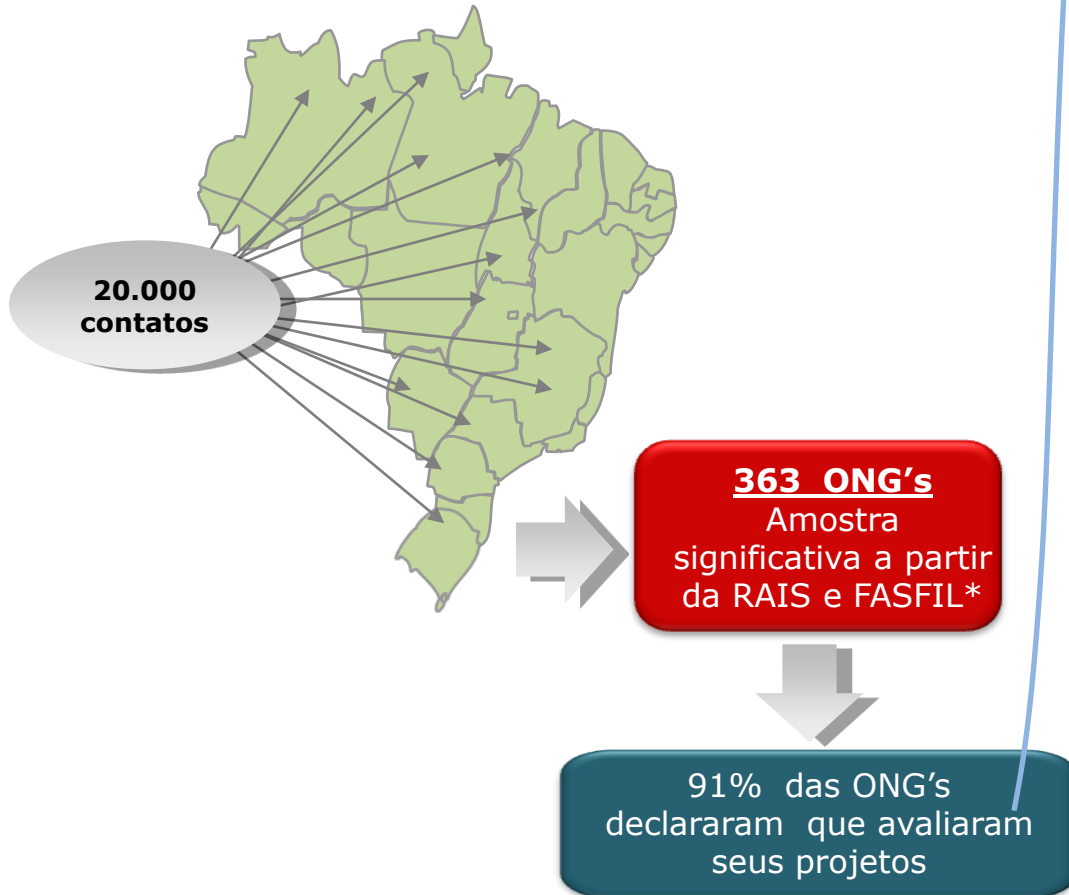 20.000
contatos
363 ONG's
Amostra
significativa a partir
da RAIS e FASFIL*
91% das ONG's
declararam que avaliaram
seus projetos